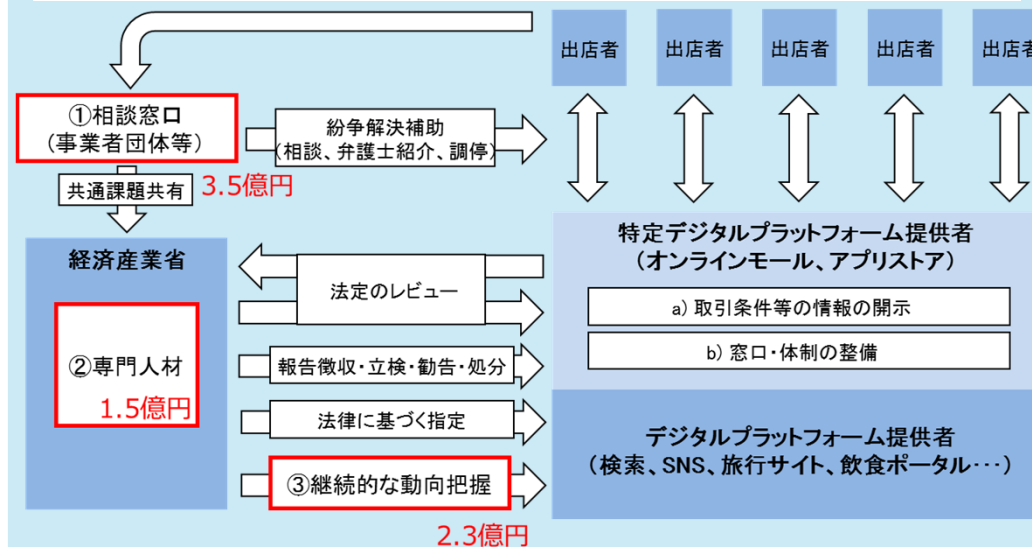 出店者
出店者
出店者
出店者
出店者
①相談窓口
(事業者団体等)
紛争解決補助
(相談、弁護士紹介、調停)
3.5億円
共通課題共有
経済産業省
②専門人材
1.5億円
法定のレビュー
報告徴収・立検・勧告・処分
法律に基づく指定
③継続的な動向把握
2.3億円
特定デジタルプラットフォーム提供者
(オンラインモール、アプリストア)
a) 取引条件等の情報の開示
b) 窓口・体制の整備
デジタルプラットフォーム提供者
(検索、SNS、旅行サイト、飲食ポータル・・・)